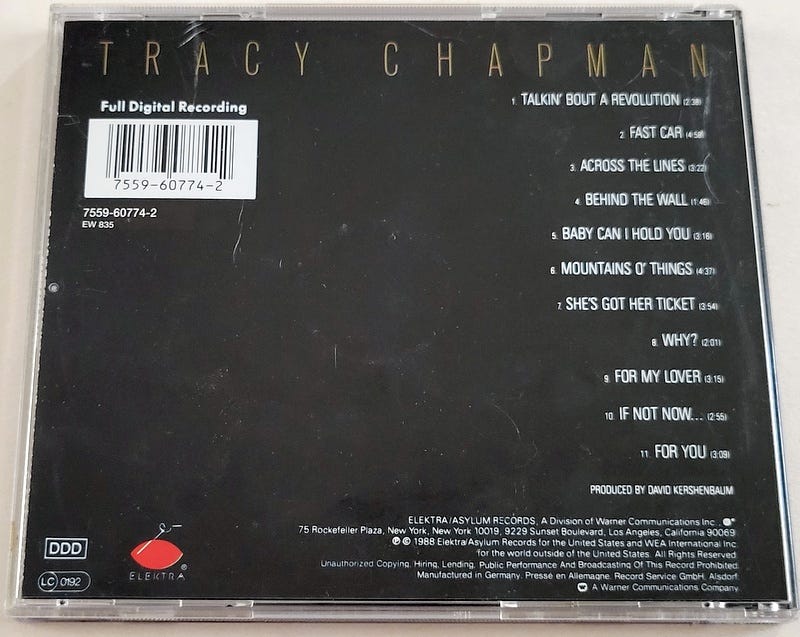 TRACY CHAPMAN
Full Digital Recording
7559-60774-2
7559-60774-2
EW 835
1. TALKIN' BOUT A REVOLUTION (2:38)
2. FAST CAR (4:58)
3. ACROSS THE LINES (3:22)
4. BEHIND THE WALL (1:46)
5. BABY CAN I HOLD YOU (3:16)
6. MOUNTAINS O' THINGS (4:37)
7. SHE'S GOT HER TICKET (3:54)
8. WHY? (2:01)
9. FOR MY LOVER (3:15)
10. IF NOT NOW... (2:55)
11. FOR YOU (3:09)
PRODUCED BY DAVID KERSHENBAUM
ELEKTRA/ASYLUM RECORDS, A Division of Warner Communications Inc.,
75 Rockefeller Plaza, New York, New York 10019, 9229 Sunset Boulevard, Los Angeles, California 90069
℗ © 1988 Elektra/Asylum Records for the United States and WEA International Inc.
for the world outside of the United States. All Rights Reserved.
Unauthorized Copying, Hiring, Lending, Public Performance And Broadcasting Of This Record Prohibited.
Manufactured in Germany. Pressé en Allemagne. Record Service GmbH, Alsdorf.
A Warner Communications Company
DDD
LC 0192
ELEKTRA®